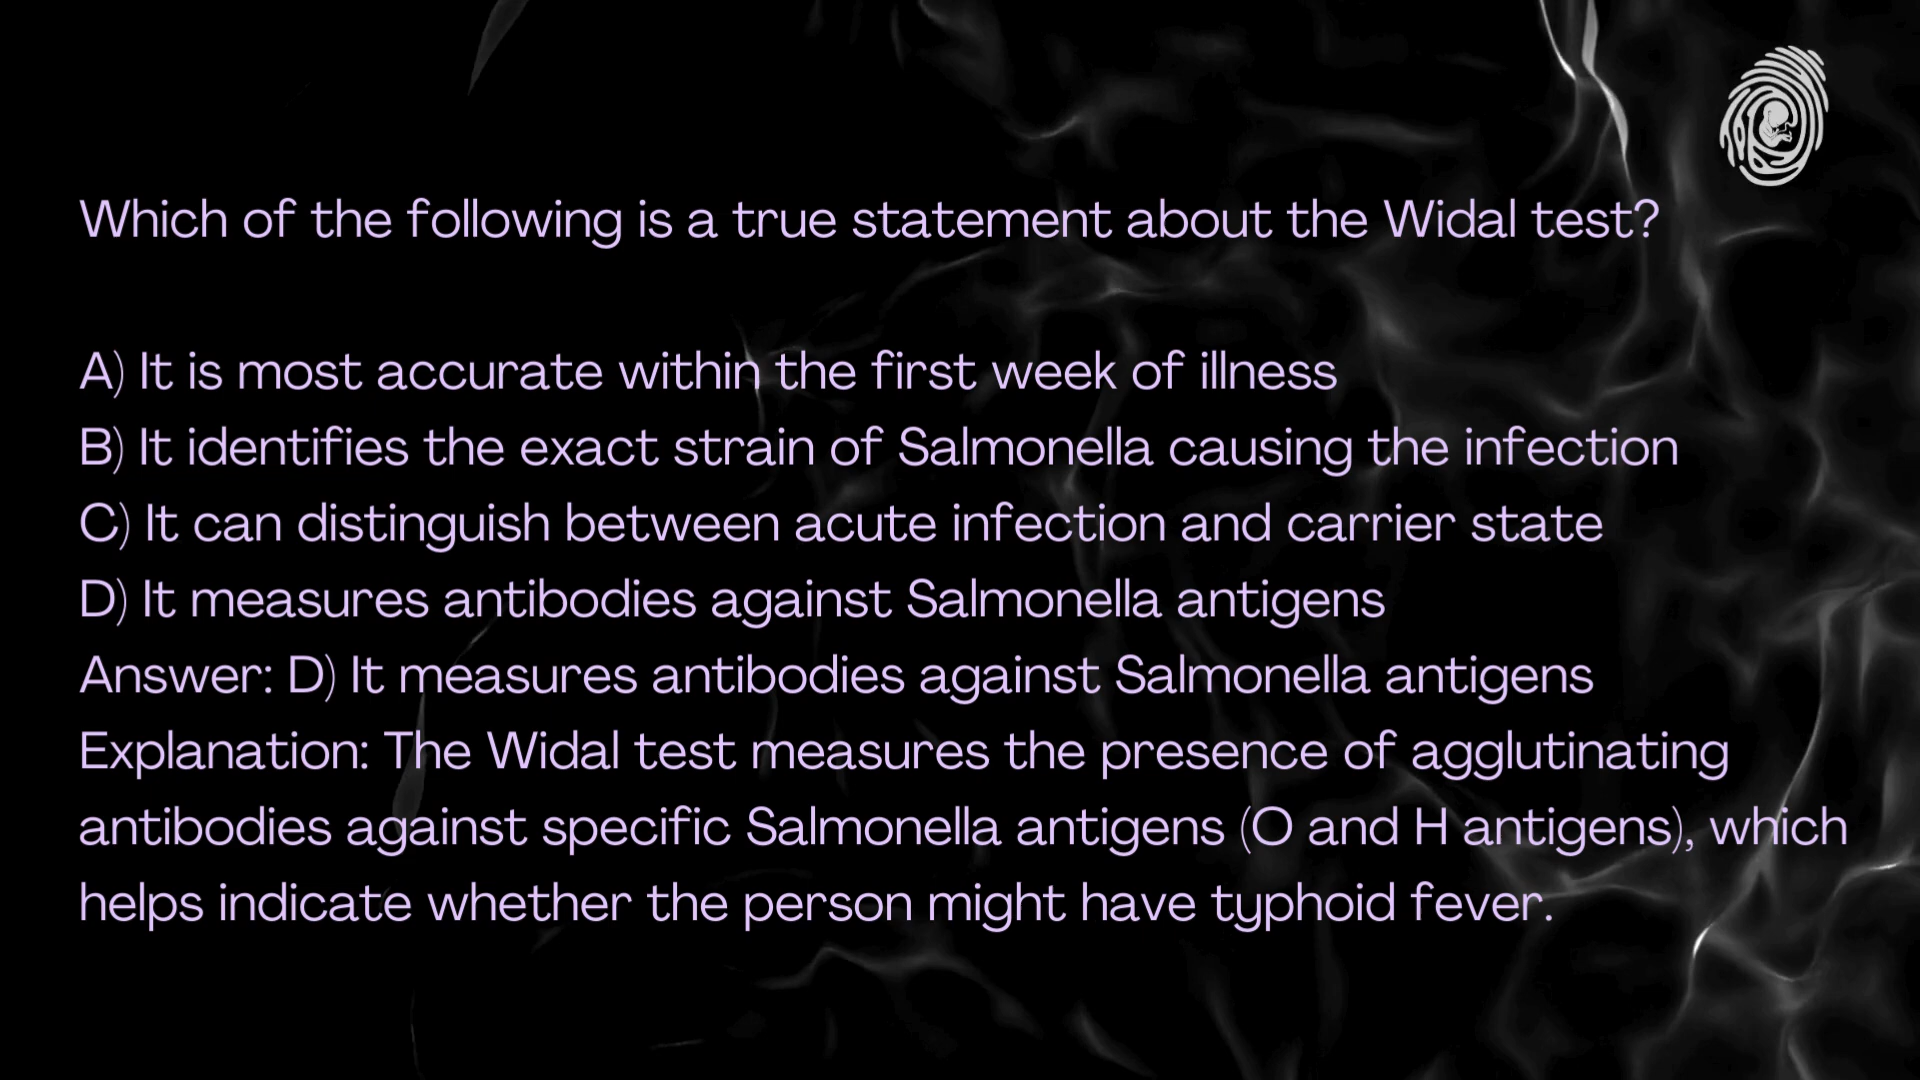 Which of the following is a true statement about the Widal test?
A) It is most accurate within the first week of illness
B) It identifies the exact strain of Salmonella causing the infection
C) It can distinguish between acute infection and carrier state
D) It measures antibodies against Salmonella antigens
Answer: D) It measures antibodies against Salmonella antigens
Explanation: The Widal test measures the presence of agglutinating
antibodies against specific Salmonella antigens (O and H antigens), which
helps indicate whether the person might have typhoid fever.